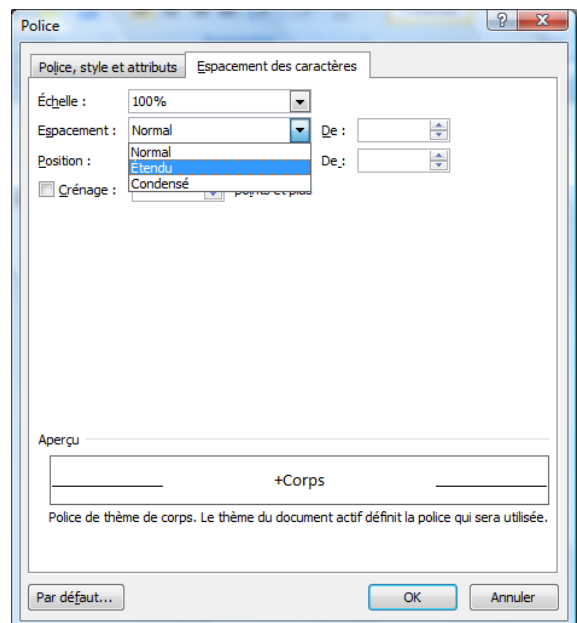 Police
?
X
Police, style et attributs Espacement des caractères
Échelle : 100%
Espacement : Normal De :
Normal
Position : De :
Étendu
Condensé
Crénage : points et plus
Aperçu
+Corps
Police de thème de corps. Le thème du document actif définit la police qui sera utilisée.
Par défaut... OK Annuler